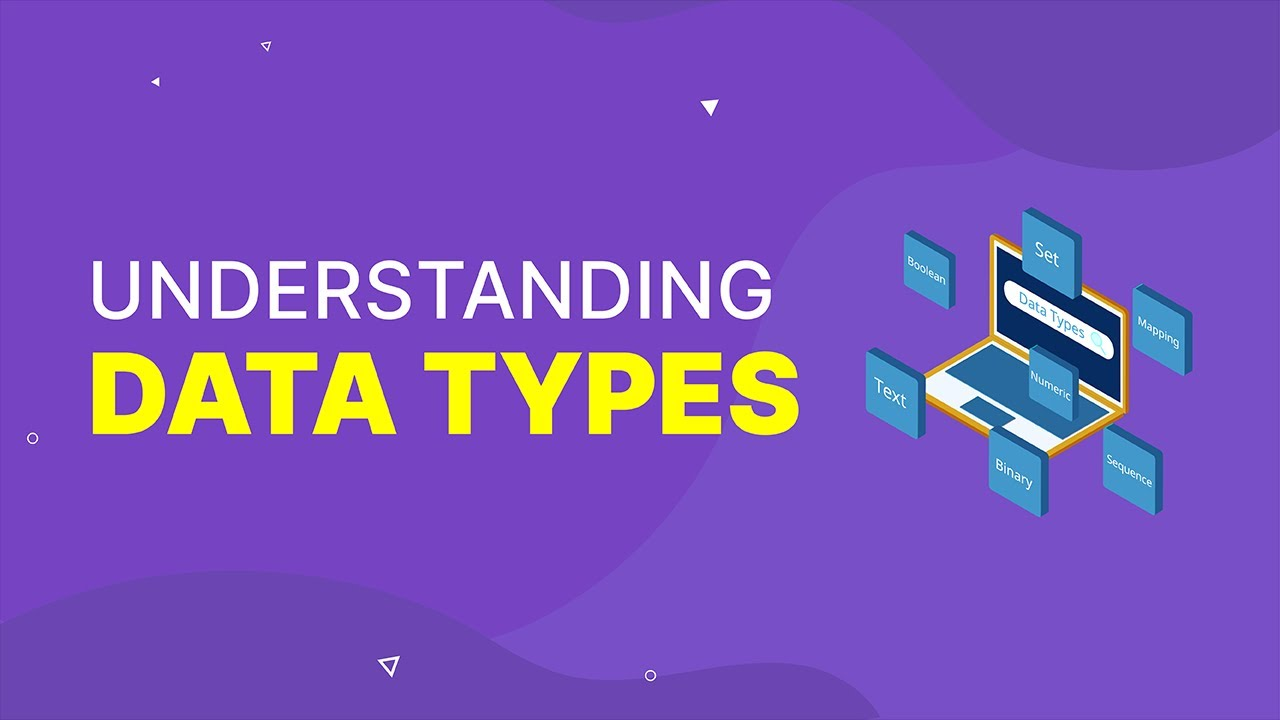 UNDERSTANDING
DATA TYPES
Set
Boolean
Data Types
Mapping
Numeric
Text
Binary
Sequence